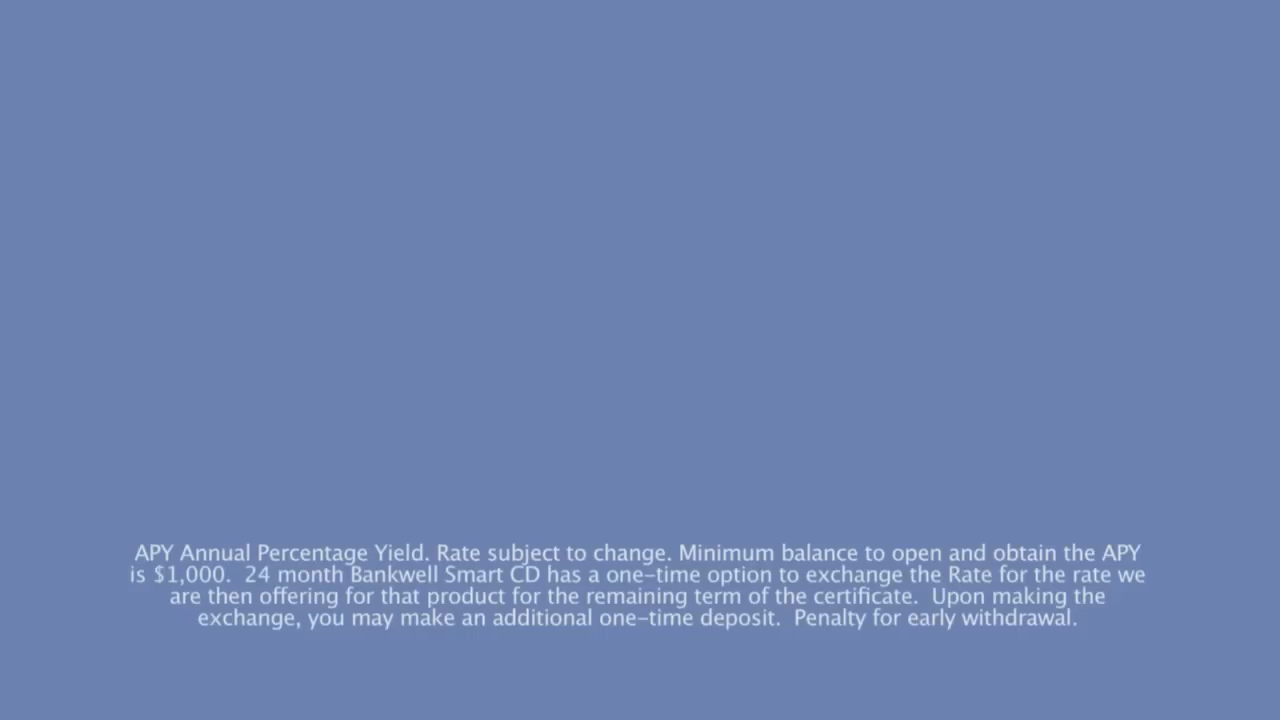 APY Annual Percentage Yield. Rate subject to change. Minimum balance to open and obtain the APY
is $1,000.  24 month Bankwell Smart CD has a one-time option to exchange the Rate for the rate we
are then offering for that product for the remaining term of the certificate.  Upon making the
exchange, you may make an additional one-time deposit.  Penalty for early withdrawal.